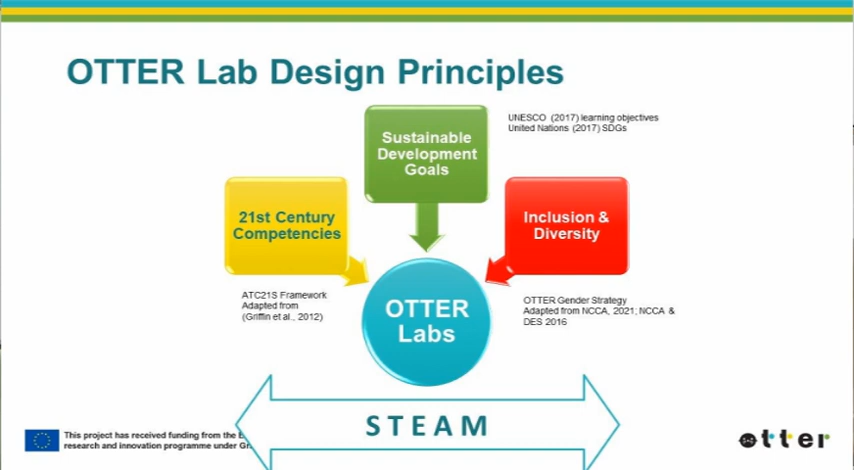 OTTER Lab Design Principles
UNESCO (2017) learning objectives
United Nations (2017) SDGs
Sustainable
Development
Goals
21st Century
Competencies
Inclusion &
Diversity
ATC21S Framework
Adapted from
(Griffin et al., 2012)
OTTER
Labs
OTTER Gender Strategy
Adapted from NCCA, 2021; NCCA &
DES 2016
STEAM
This project has received funding from the
research and innovation programme under
otter